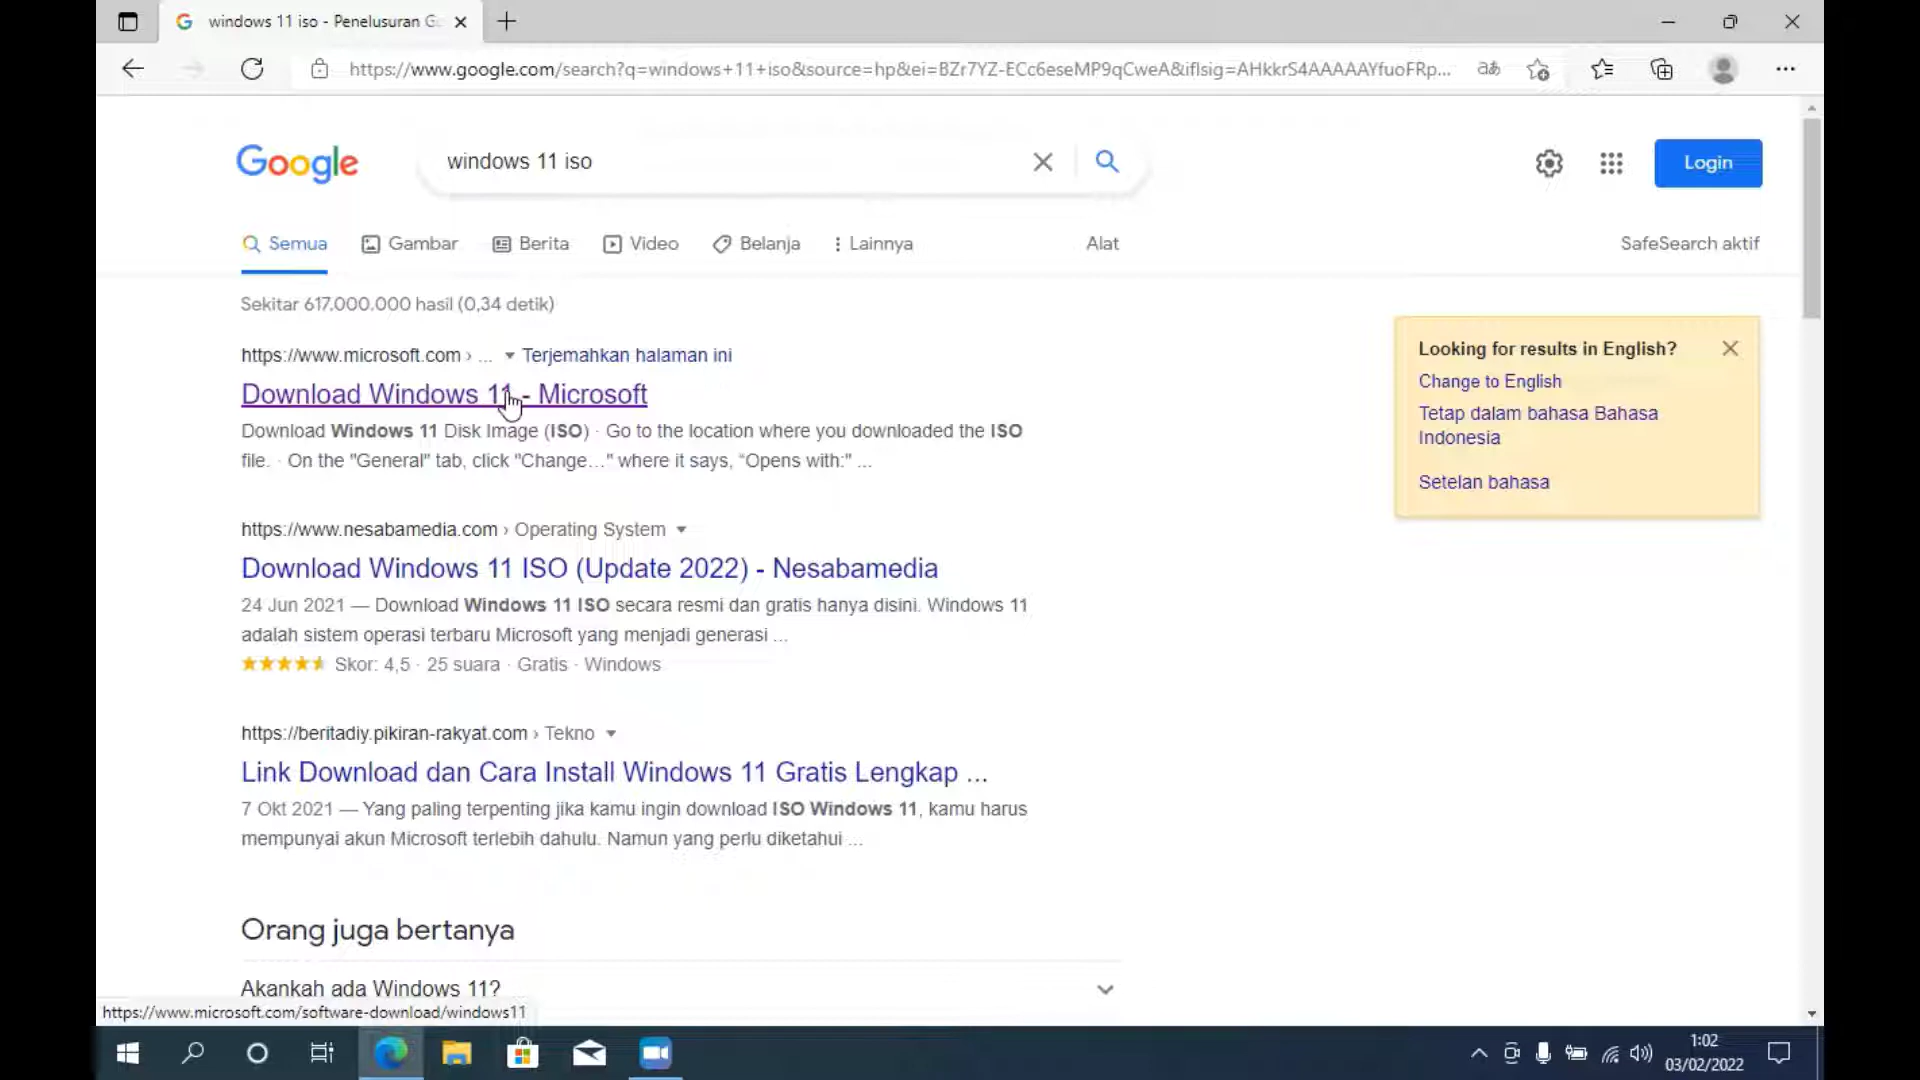 windows 11 iso - Penelusuran G
https://www.google.com/search?q=windows+11+iso&source=hp&ei=BZr7YZ-ECc6eseMP9qCweA&iflsig=AHkkrS4AAAAAYfuoFRp...
Google
windows 11 iso
Login
Semua Gambar Berita Video Belanja Lainnya Alat SafeSearch aktif
Sekitar 617.000.000 hasil (0,34 detik)
https://www.microsoft.com › ... Terjemahkan halaman ini
Download Windows 11 - Microsoft
Download Windows 11 Disk Image (ISO) · Go to the location where you downloaded the ISO
file. · On the "General" tab, click "Change…" where it says, “Opens with:" ...
https://www.nesabamedia.com › Operating System
Download Windows 11 ISO (Update 2022) - Nesabamedia
24 Jun 2021 — Download Windows 11 ISO secara resmi dan gratis hanya disini. Windows 11
adalah sistem operasi terbaru Microsoft yang menjadi generasi ...
Skor: 4,5 · 25 suara · Gratis · Windows
https://beritadiy.pikiran-rakyat.com › Tekno
Link Download dan Cara Install Windows 11 Gratis Lengkap ...
7 Okt 2021 — Yang paling terpenting jika kamu ingin download ISO Windows 11, kamu harus
mempunyai akun Microsoft terlebih dahulu. Namun yang perlu diketahui ...
Orang juga bertanya
Akankah ada Windows 11?
Looking for results in English?
Change to English
Tetap dalam bahasa Bahasa
Indonesia
Setelan bahasa
https://www.microsoft.com/software-download/windows11
1:02
03/02/2022